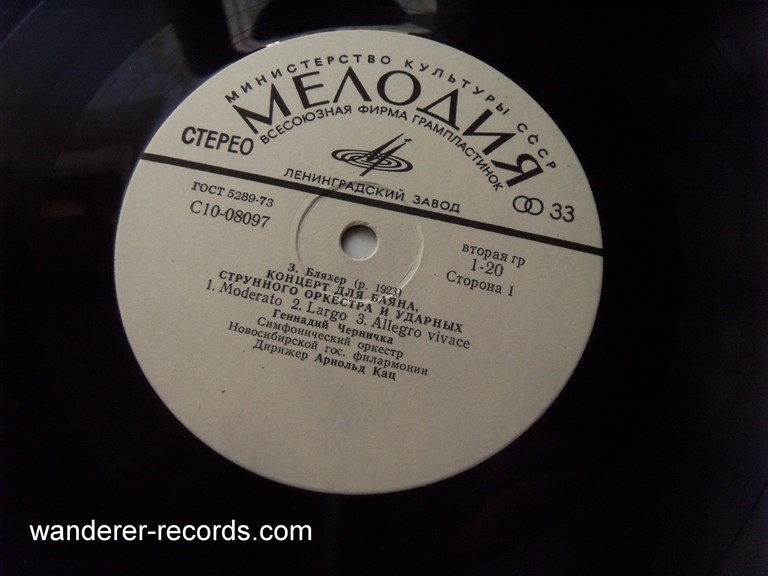 МИНИСТЕРСТВО КУЛЬТУРЫ СССР
МЕЛОДИЯ
ВСЕСОЮЗНАЯ ФИРМА ГРАМПЛАСТИНОК
СТЕРЕО
ЛЕНИНГРАДСКИЙ ЗАВОД
33
ГОСТ 5289-73
С10-08097
вторая гр
1-20
Сторона 1
З. Бляхер (р. 1923)
КОНЦЕРТ ДЛЯ БАЯНА,
СТРУННОГО ОРКЕСТРА И УДАРНЫХ
1. Moderato 2. Largo 3. Allegro vivace
Геннадий Черничка
Симфонический оркестр
Новосибирской гос. филармонии
Дирижер Арнольд Кац
wanderer-records.com